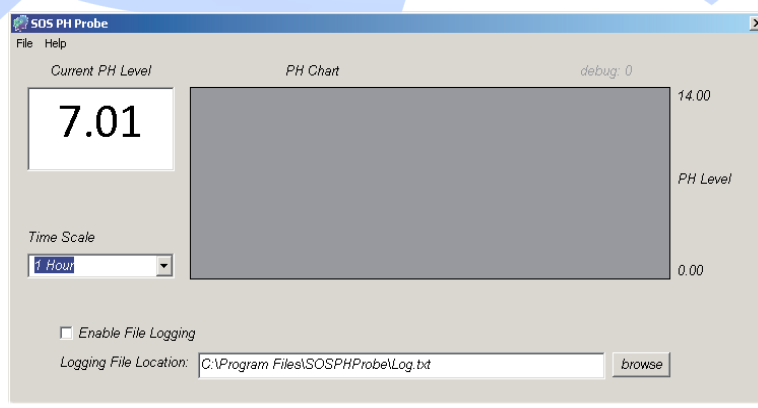 SOS PH Probe
File Help
Current PH Level
PH Chart
debug: 0
7.01
14.00
PH Level
0.00
Time Scale
1 Hour
Enable File Logging
Logging File Location: C:\Program Files\SOSPHProbe\Log.txt browse